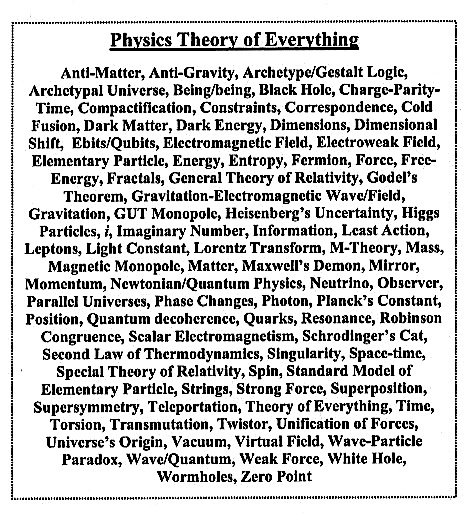 Physics Theory of Everything
Anti-Matter, Anti-Gravity, Archetype/Gestalt Logic,
Archetypal Universe, Being/being, Black Hole, Charge-Parity-
Time, Compactification, Constraints, Correspondence, Cold
Fusion, Dark Matter, Dark Energy, Dimensions, Dimensional
Shift, Ebits/Qubits, Electromagnetic Field, Electroweak Field,
Elementary Particle, Energy, Entropy, Fermion, Force, Free-
Energy, Fractals, General Theory of Relativity, Godel's
Theorem, Gravitation-Electromagnetic Wave/Field,
Gravitation, GUT Monopole, Heisenberg's Uncertainty, Higgs
Particles, i, Imaginary Number, Information, Least Action,
Leptons, Light Constant, Lorentz Transform, M-Theory, Mass,
Magnetic Monopole, Matter, Maxwell's Demon, Mirror,
Momentum, Newtonian/Quantum Physics, Neutrino, Observer,
Parallel Universes, Phase Changes, Photon, Planck's Constant,
Position, Quantum decoherence, Quarks, Resonance, Robinson
Congruence, Scalar Electromagnetism, Schrodinger's Cat,
Second Law of Thermodynamics, Singularity, Space-time,
Special Theory of Relativity, Spin, Standard Model of
Elementary Particle, Strings, Strong Force, Superposition,
Supersymmetry, Teleportation, Theory of Everything, Time,
Torsion, Transmutation, Twistor, Unification of Forces,
Universe's Origin, Vacuum, Virtual Field, Wave-Particle
Paradox, Wave/Quantum, Weak Force, White Hole,
Wormholes, Zero Point